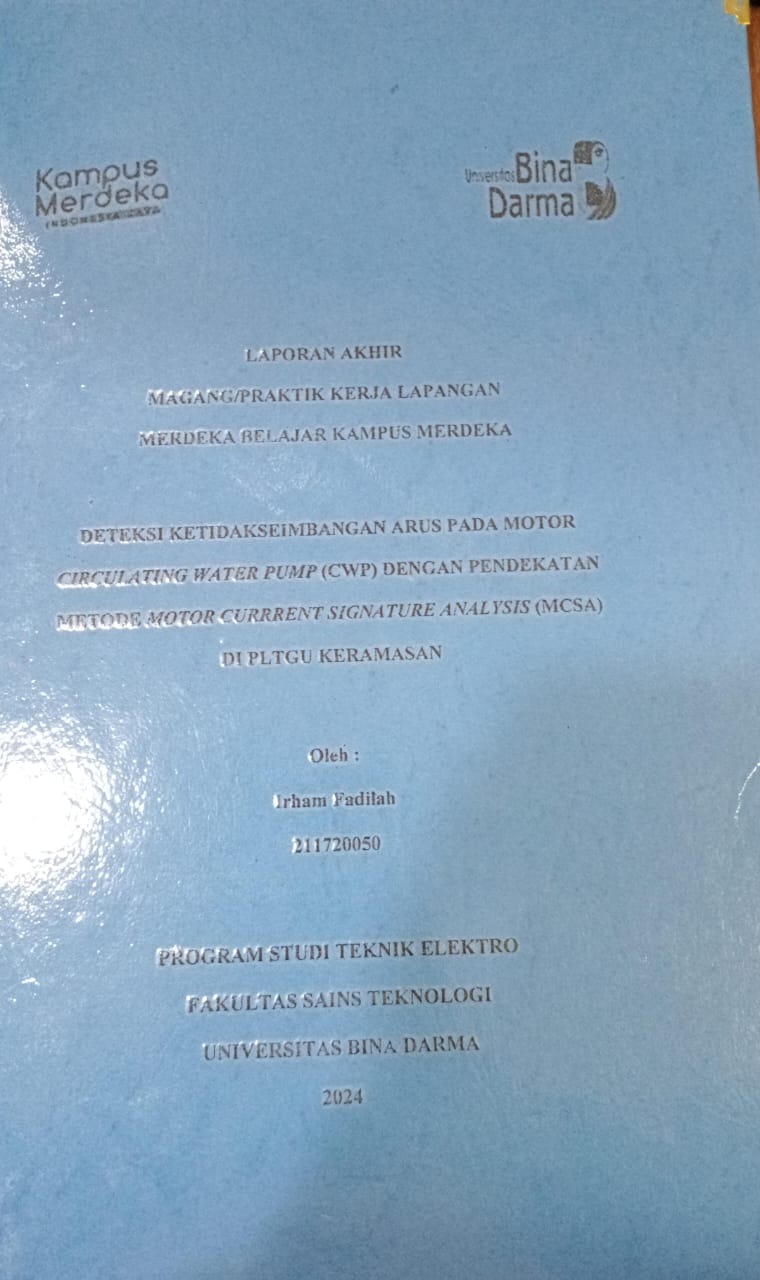 Kampus
Merdeka
INDONESIA JAYA
Universitas Bina
Darma
LAPORAN AKHIR
MAGANG/PRAKTIK KERJA LAPANGAN
MERDEKA BELAJAR KAMPUS MERDEKA
DETEKSI KETIDAKSEIMBANGAN ARUS PADA MOTOR
CIRCULATING WATER PUMP (CWP) DENGAN PENDEKATAN
METODE MOTOR CURRRENT SIGNATURE ANALYSIS (MCSA)
DI PLTGU KERAMASAN
Oleh :
Irham Fadilah
211720050
PROGRAM STUDI TEKNIK ELEKTRO
FAKULTAS SAINS TEKNOLOGI
UNIVERSITAS BINA DARMA
2024